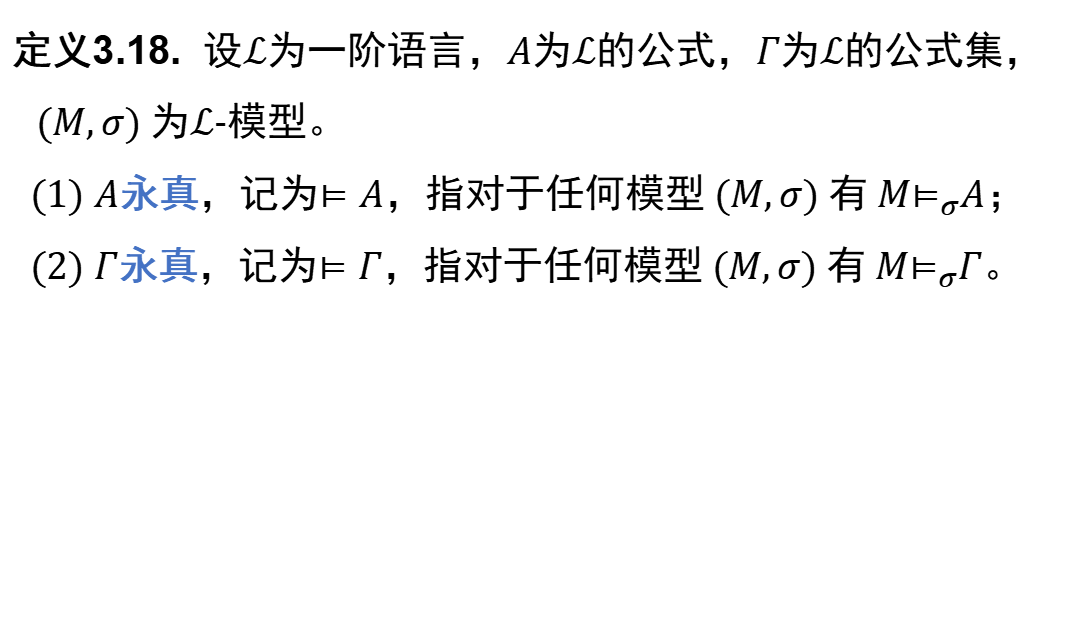 定义3.18. 设ℒ为一阶语言，A为ℒ的公式，Γ为ℒ的公式集，
(M, σ) 为ℒ-模型。
(1) A永真，记为⊨ A，指对于任何模型 (M, σ) 有 M⊨σA；
(2) Γ永真，记为⊨ Γ，指对于任何模型 (M, σ) 有 M⊨σΓ。